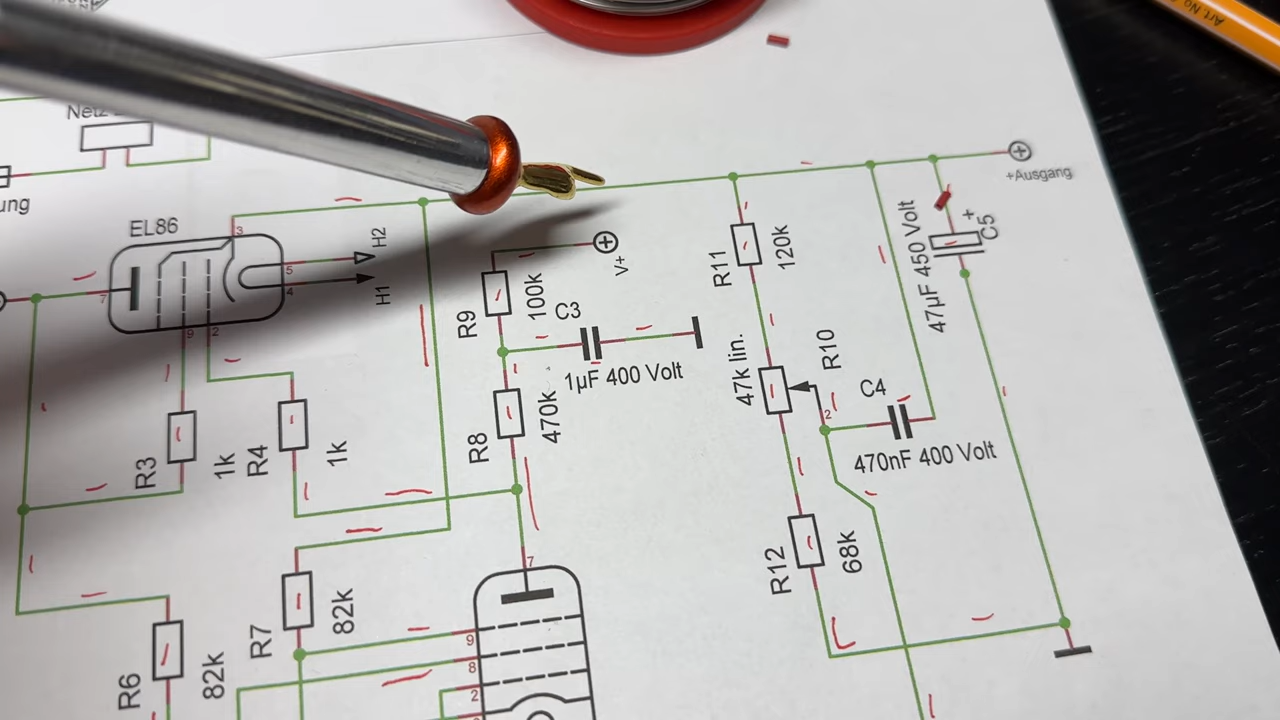 Art.No
Netz
ung
+Ausgang
EL86
3
H2
5
4
H1
7
9
2
V+
R9
100k
C3
1µF 400 Volt
R11
120k
47µF 450 Volt
+
C5
47k lin.
R10
2
C4
470nF 400 Volt
R3
1k
R4
1k
R8
470k
R12
68k
7
R7
82k
9
8
2
R6
82k